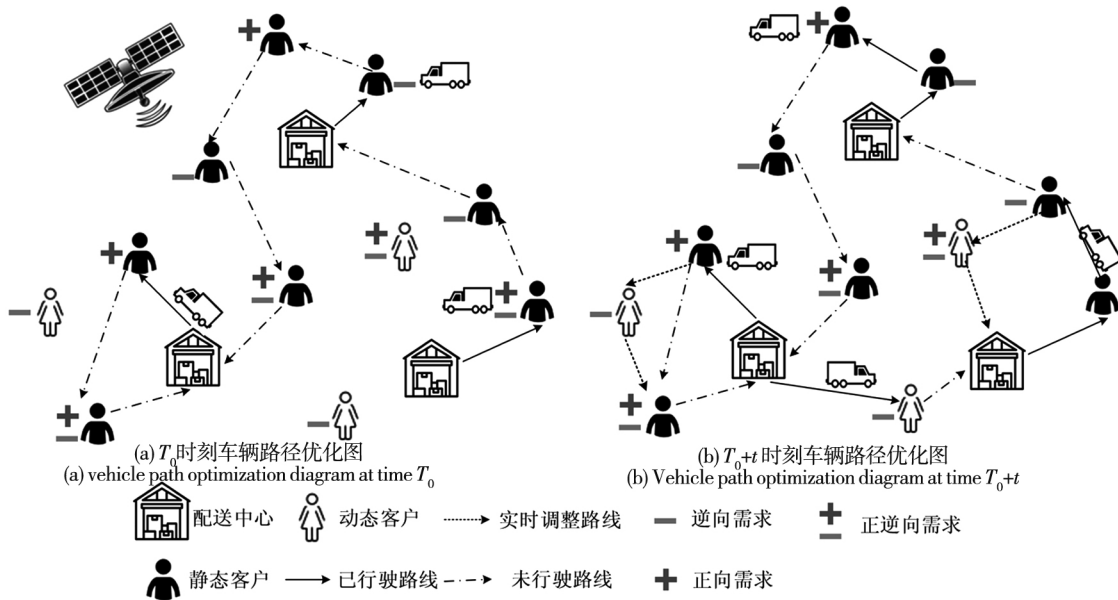 (a) T₀时刻车辆路径优化图
(a) vehicle path optimization diagram at time T₀
(b) T₀+t 时刻车辆路径优化图
(b) Vehicle path optimization diagram at time T₀+t
配送中心 动态客户 实时调整路线 逆向需求 正逆向需求
静态客户 已行驶路线 未行驶路线 正向需求